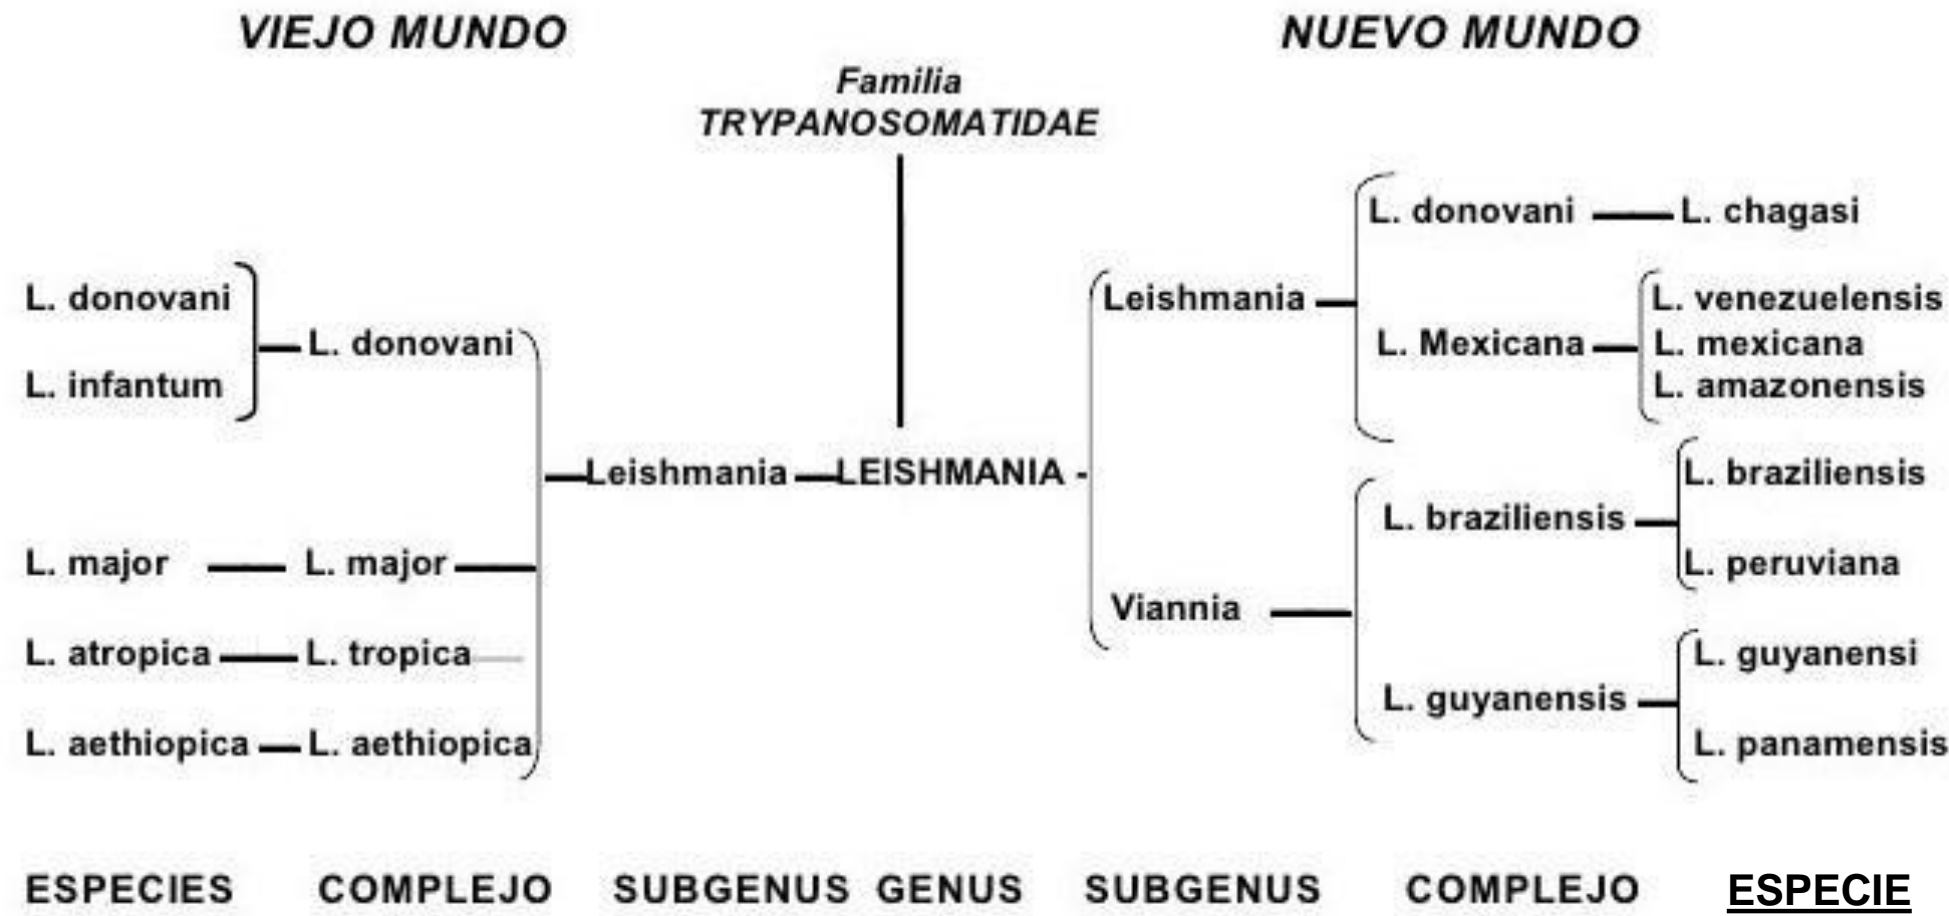 VIEJO MUNDO
NUEVO MUNDO
Familia
TRYPANOSOMATIDAE
L. donovani
L. infantum
L. donovani
L. major
L. major
L. atropica
L. tropica
L. aethiopica
L. aethiopica
Leishmania
LEISHMANIA -
Leishmania
L. donovani
L. chagasi
L. Mexicana
L. venezuelensis
L. mexicana
L. amazonensis
Viannia
L. braziliensis
L. braziliensis
L. peruviana
L. guyanensis
L. guyanensi
L. panamensis
ESPECIES COMPLEJO SUBGENUS GENUS SUBGENUS COMPLEJO ESPECIE